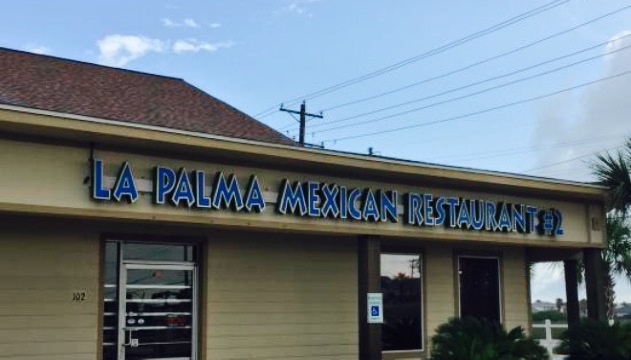 LA PALMA MEXICAN RESTAURANT #2
102